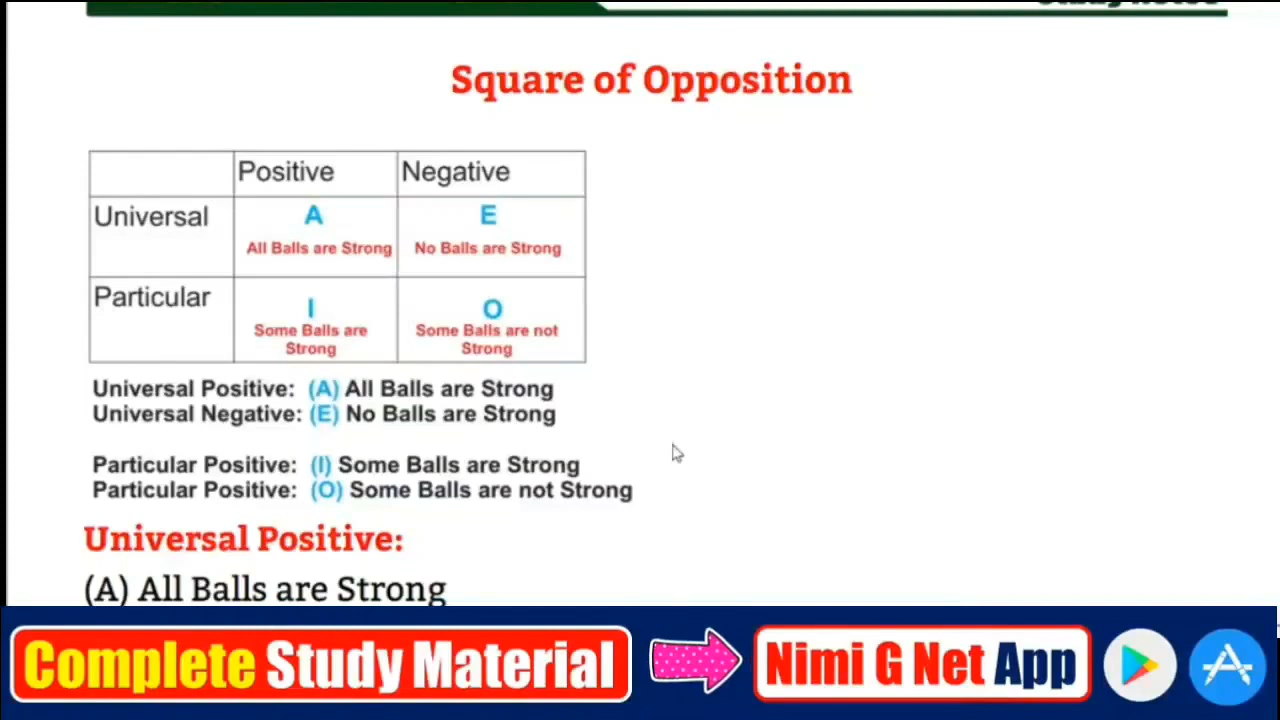 Square of Opposition
Positive Negative
Universal A E
All Balls are Strong No Balls are Strong
Particular I O
Some Balls are Some Balls are not
Strong Strong
Universal Positive: (A) All Balls are Strong
Universal Negative: (E) No Balls are Strong
Particular Positive: (I) Some Balls are Strong
Particular Positive: (O) Some Balls are not Strong
Universal Positive:
(A) All Balls are Strong
Complete Study Material Nimi G Net App